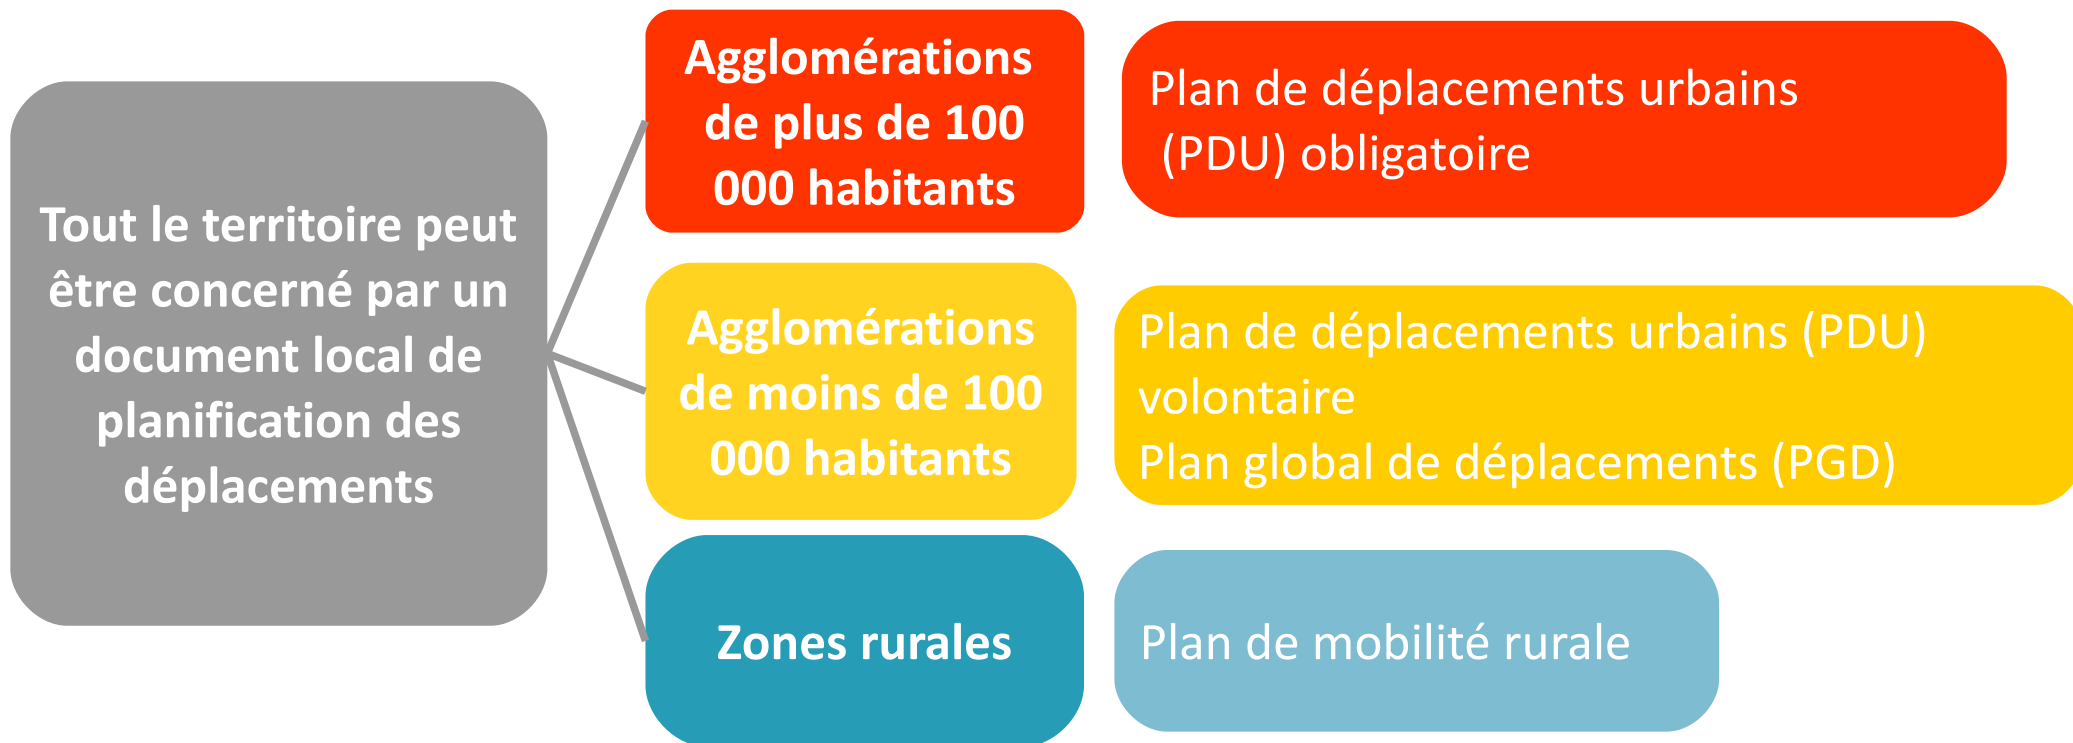 Tout le territoire peut
être concerné par un
document local de
planification des
déplacements
Agglomérations
de plus de 100
000 habitants
Plan de déplacements urbains
(PDU) obligatoire
Agglomérations
de moins de 100
000 habitants
Plan de déplacements urbains (PDU)
volontaire
Plan global de déplacements (PGD)
Zones rurales
Plan de mobilité rurale